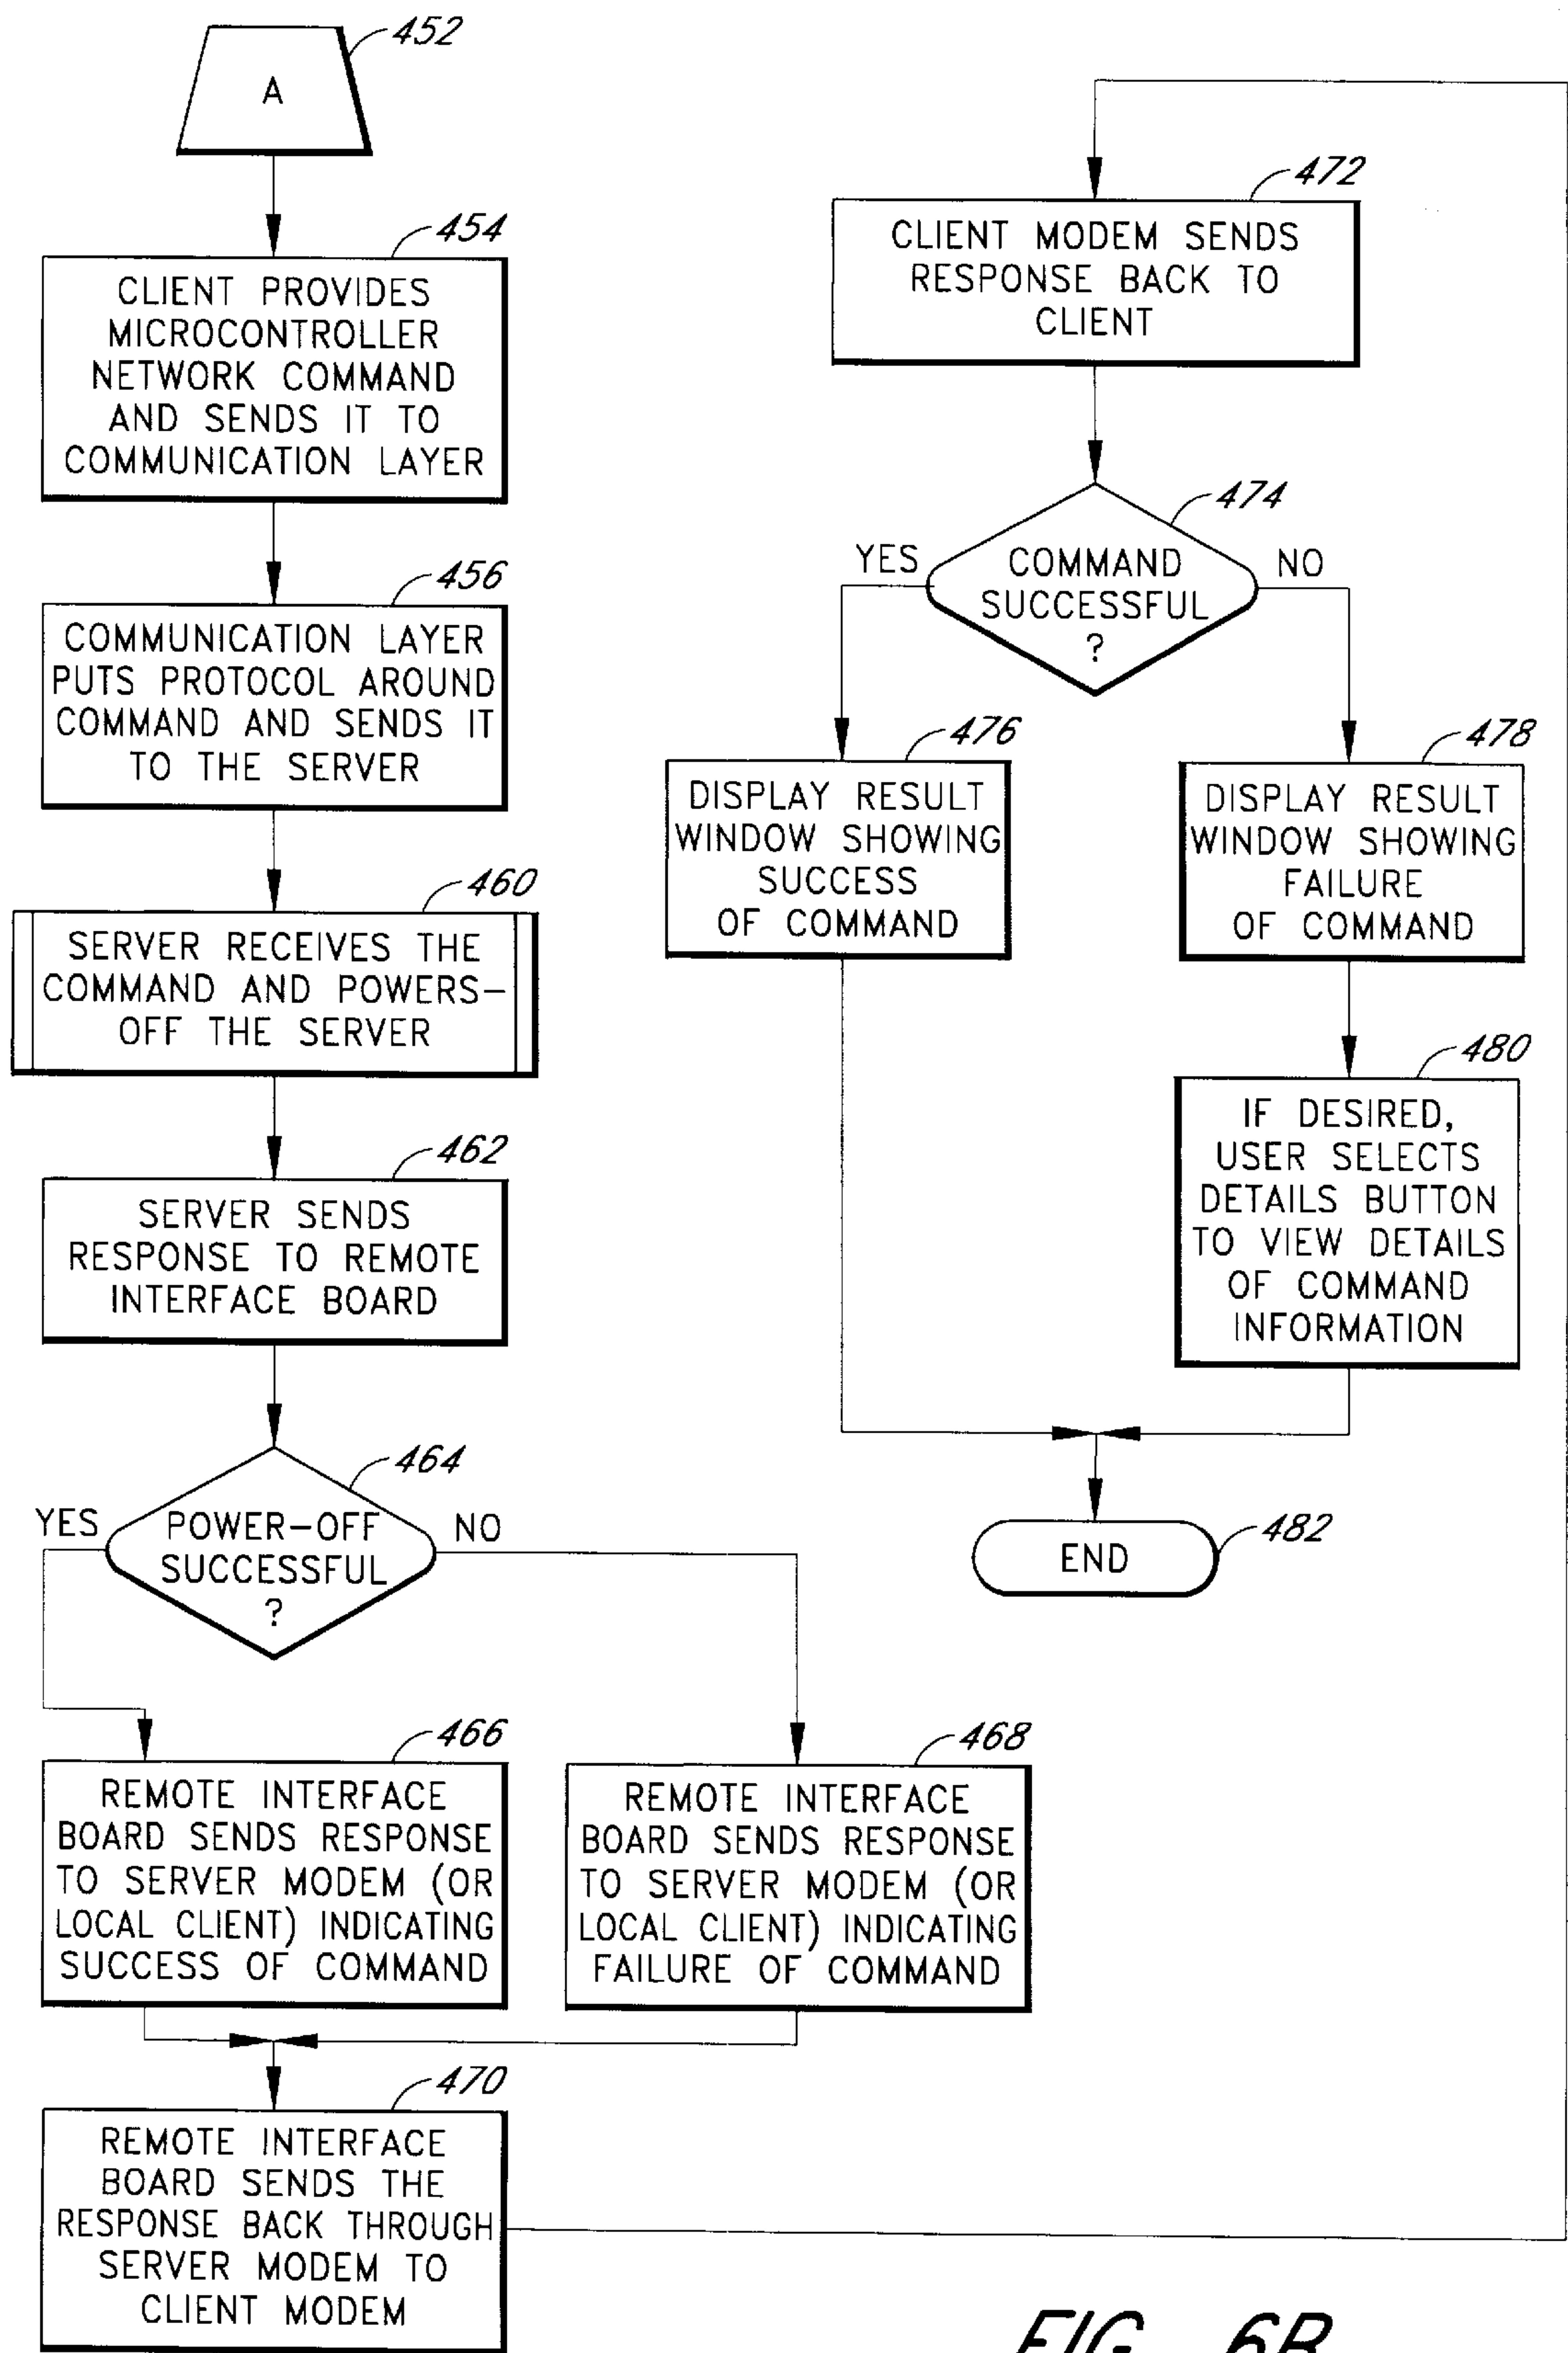 452
A
454
CLIENT PROVIDES
MICROCONTROLLER
NETWORK COMMAND
AND SENDS IT TO
COMMUNICATION LAYER
456
COMMUNICATION LAYER
PUTS PROTOCOL AROUND
COMMAND AND SENDS IT
TO THE SERVER
460
SERVER RECEIVES THE
COMMAND AND POWERS-
OFF THE SERVER
462
SERVER SENDS
RESPONSE TO REMOTE
INTERFACE BOARD
464
YES
POWER-OFF
SUCCESSFUL
?
NO
466
REMOTE INTERFACE
BOARD SENDS RESPONSE
TO SERVER MODEM (OR
LOCAL CLIENT) INDICATING
SUCCESS OF COMMAND
468
REMOTE INTERFACE
BOARD SENDS RESPONSE
TO SERVER MODEM (OR
LOCAL CLIENT) INDICATING
FAILURE OF COMMAND
470
REMOTE INTERFACE
BOARD SENDS THE
RESPONSE BACK THROUGH
SERVER MODEM TO
CLIENT MODEM
472
CLIENT MODEM SENDS
RESPONSE BACK TO
CLIENT
474
YES
COMMAND
SUCCESSFUL
?
NO
476
DISPLAY RESULT
WINDOW SHOWING
SUCCESS
OF COMMAND
478
DISPLAY RESULT
WINDOW SHOWING
FAILURE
OF COMMAND
480
IF DESIRED,
USER SELECTS
DETAILS BUTTON
TO VIEW DETAILS
OF COMMAND
INFORMATION
482
END
FIG. 6B